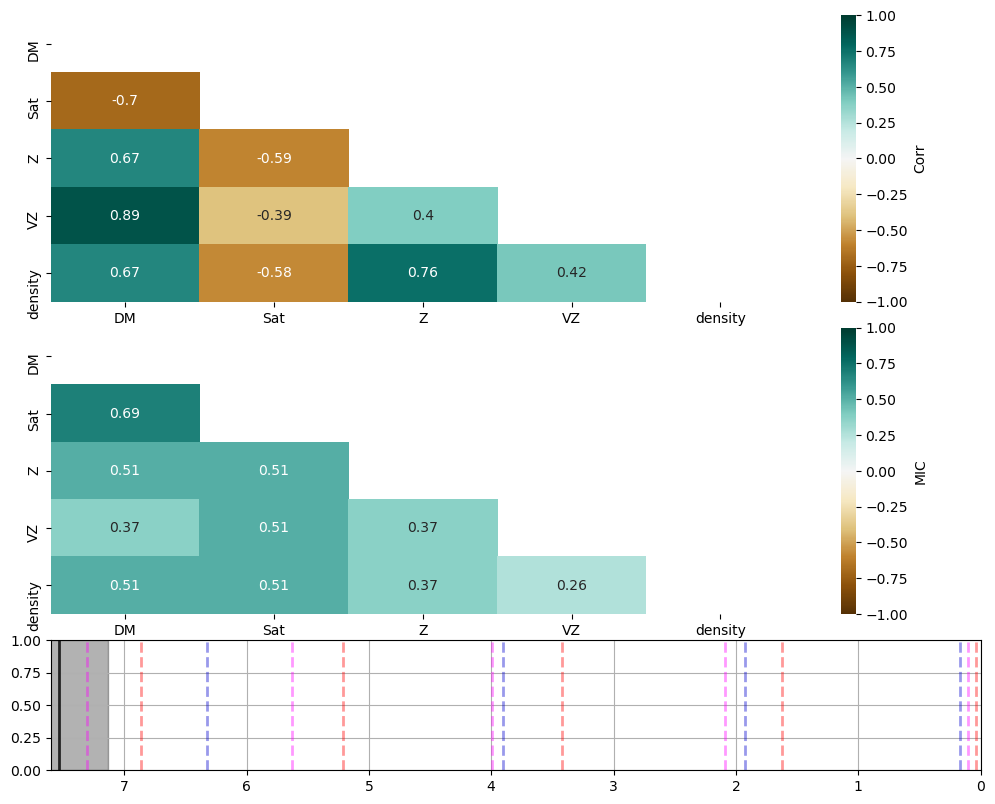 DM
Sat
-0.7
Z
0.67 -0.59
VZ
0.89 -0.39 0.4
density
0.67 -0.58 0.76 0.42
DM Sat Z VZ density
1.00
0.75
0.50
0.25
0.00
−0.25
−0.50
−0.75
−1.00
Corr
DM
Sat
0.69
Z
0.51 0.51
VZ
0.37 0.51 0.37
density
0.51 0.51 0.37 0.26
DM Sat Z VZ density
1.00
0.75
0.50
0.25
0.00
−0.25
−0.50
−0.75
−1.00
MIC
1.00
0.75
0.50
0.25
0.00
7 6 5 4 3 2 1 0